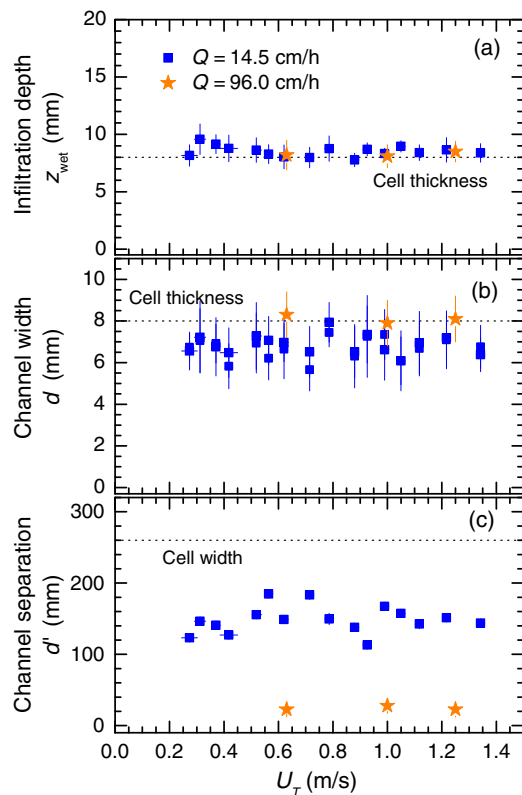 20
15
10
5
0
Infiltration depth
z_wet (mm)
(a)
Q = 14.5 cm/h
Q = 96.0 cm/h
Cell thickness
10
8
6
4
2
0
Channel width
d (mm)
(b)
Cell thickness
300
200
100
0
Channel separation
d' (mm)
(c)
Cell width
0.0 0.2 0.4 0.6 0.8 1.0 1.2 1.4
U_T (m/s)